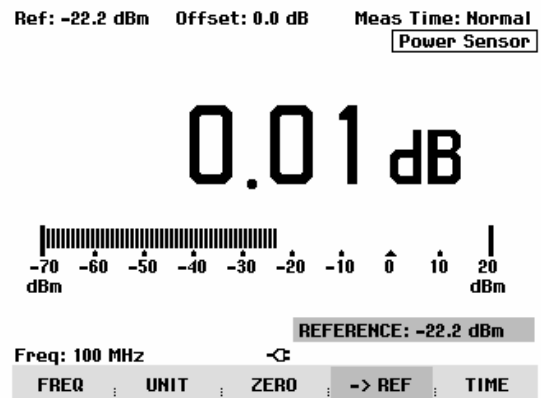 Ref: -22.2 dBm Offset: 0.0 dB Meas Time: Normal
Power Sensor
0.01 dB
-70 -60 -50 -40 -30 -20 -10 0 10 20
dBm dBm
REFERENCE: -22.2 dBm
Freq: 100 MHz
FREQ UNIT ZERO -> REF TIME